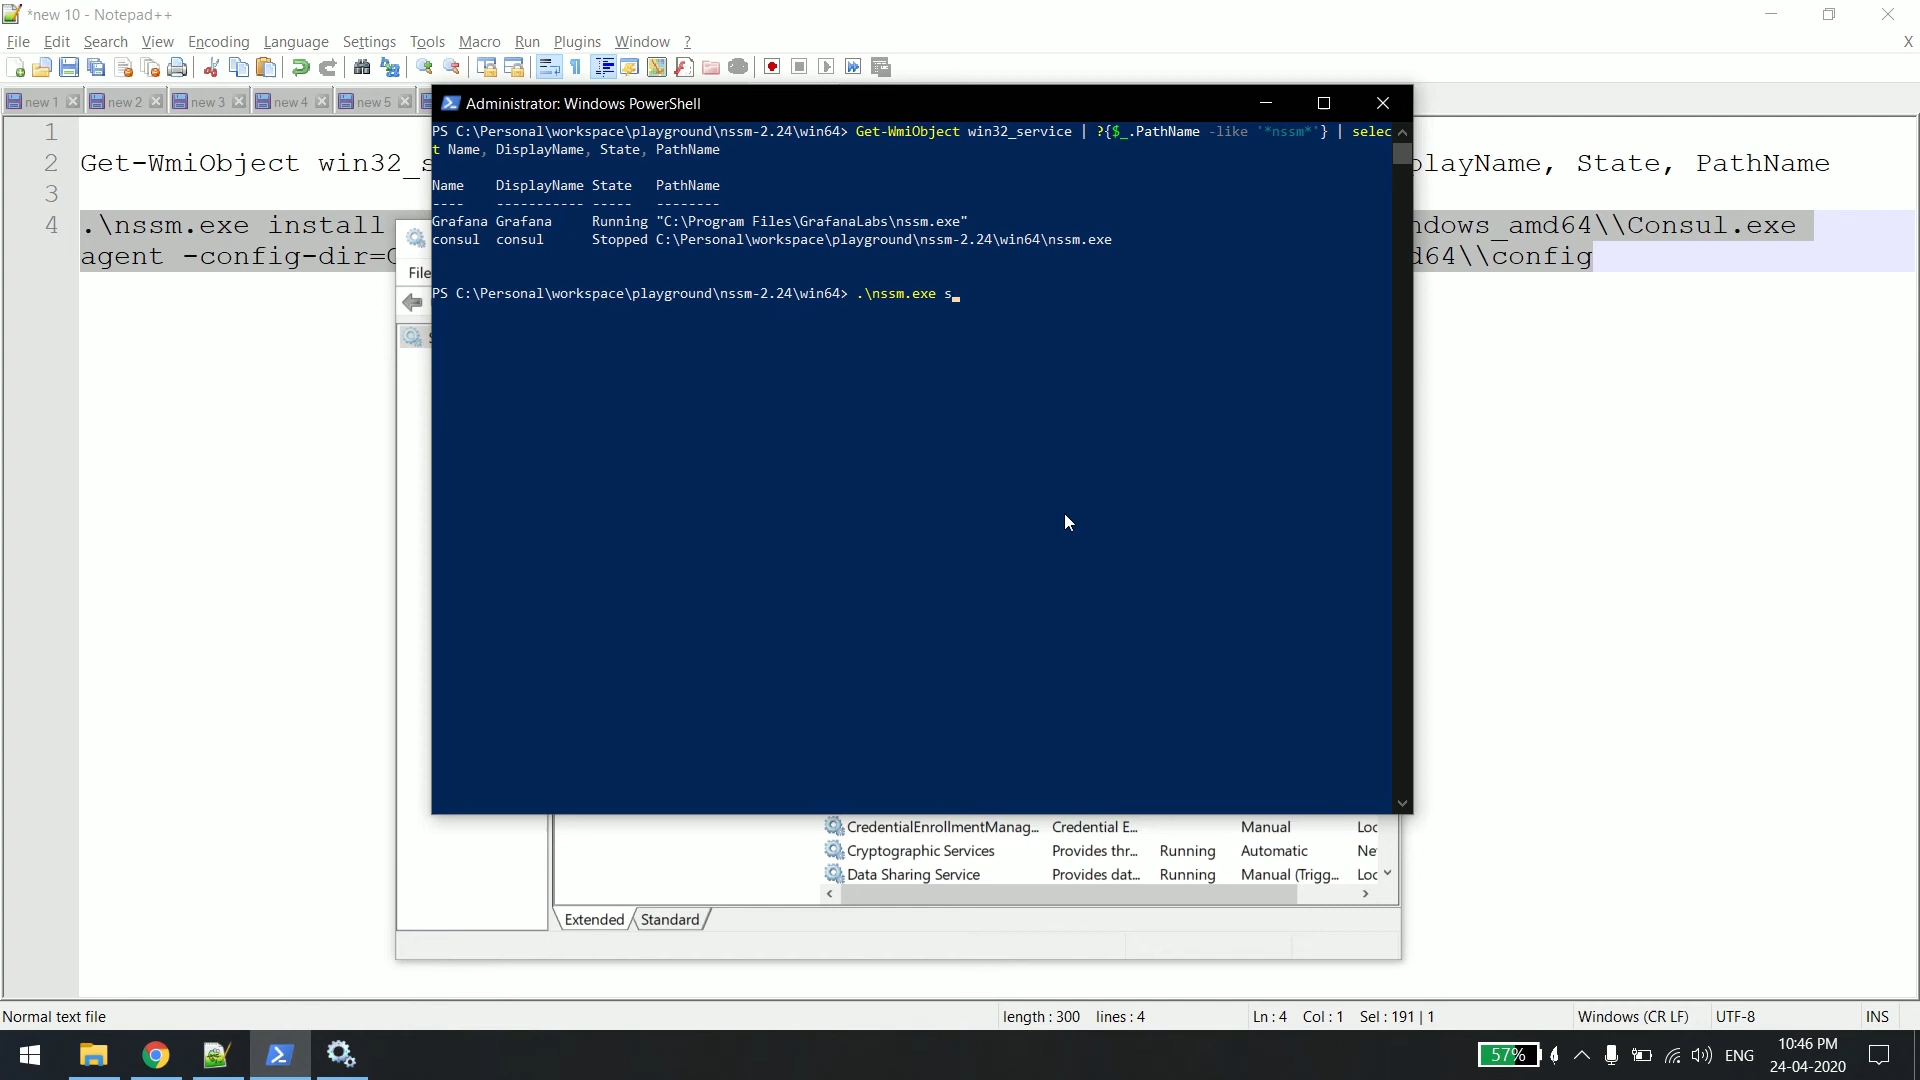 *new 10 - Notepad++
File Edit Search View Encoding Language Settings Tools Macro Run Plugins Window ?
X
new 1 new 2 new 3 new 4 new 5
Administrator: Windows PowerShell
1
2 Get-WmiObject win32_s
playName, State, PathName
3
4 .\nssm.exe install
ndows_amd64\\Consul.exe
agent -config-dir=C
d64\\config
File
PS C:\Personal\workspace\playground\nssm-2.24\win64> Get-WmiObject win32_service | ?{$_.PathName -like '*nssm*'} | selec
t Name, DisplayName, State, PathName
Name DisplayName State PathName
---- ----------- ----- --------
Grafana Grafana Running "C:\Program Files\GrafanaLabs\nssm.exe"
consul consul Stopped C:\Personal\workspace\playground\nssm-2.24\win64\nssm.exe
PS C:\Personal\workspace\playground\nssm-2.24\win64> .\nssm.exe s_
CredentialEnrollmentManag... Credential E... Manual Loc
Cryptographic Services Provides thr... Running Automatic Ne
Data Sharing Service Provides dat... Running Manual (Trigg... Loc
Extended Standard
Normal text file length : 300 lines : 4 Ln : 4 Col : 1 Sel : 191 | 1 Windows (CR LF) UTF-8 INS
57% ENG 10:46 PM
24-04-2020